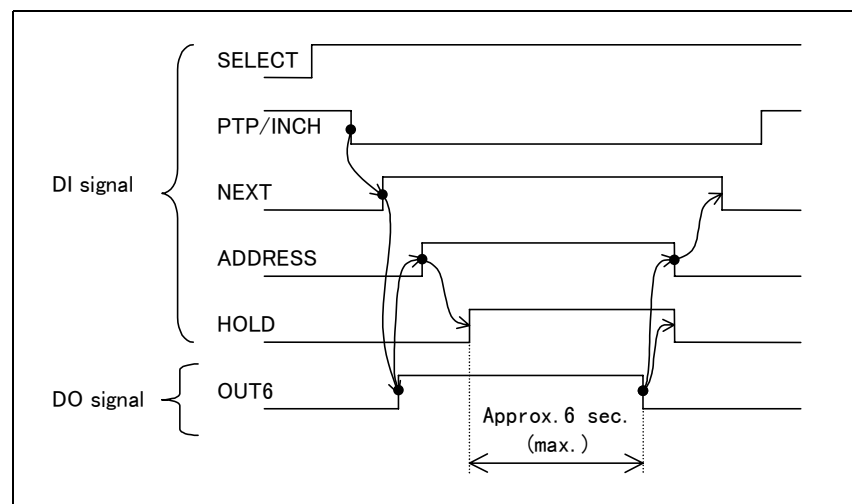 SELECT
PTP/INCH
DI signal
NEXT
ADDRESS
HOLD
DO signal
OUT6
Approx.6 sec.
(max.)